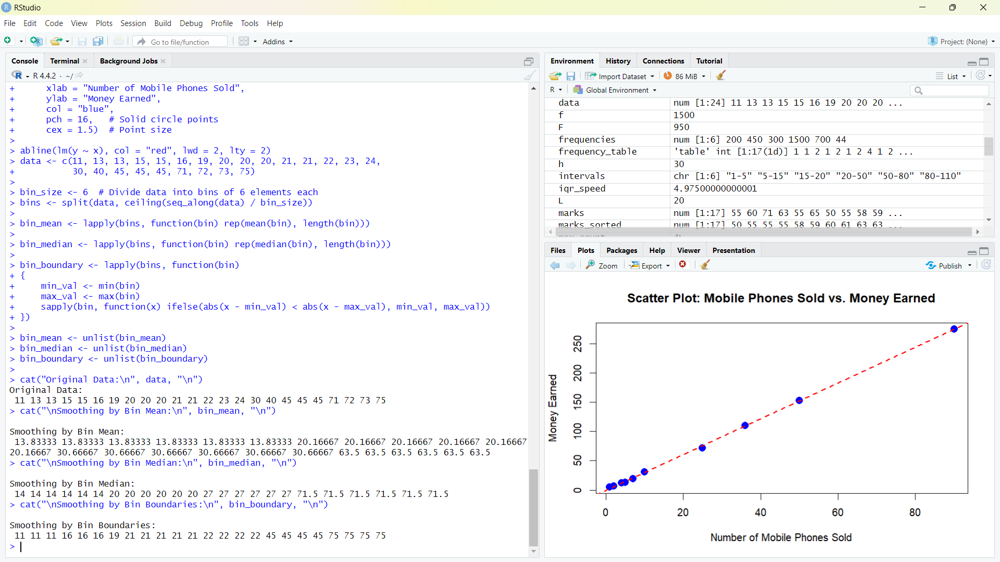 RStudio
File Edit Code View Plots Session Build Debug Profile Tools Help
Go to file/function Addins Project: (None)
Console Terminal Background Jobs
R 4.4.2 · ~/
+      xlab = "Number of Mobile Phones Sold",
+      ylab = "Money Earned",
+      col = "blue",
+      pch = 16,   # Solid circle points
+      cex = 1.5)  # Point size
>
> abline(lm(y ~ x), col = "red", lwd = 2, lty = 2)
> data <- c(11, 13, 13, 15, 15, 16, 19, 20, 20, 20, 21, 21, 22, 23, 24,
+           30, 40, 45, 45, 45, 71, 72, 73, 75)
>
> bin_size <- 6  # Divide data into bins of 6 elements each
> bins <- split(data, ceiling(seq_along(data) / bin_size))
>
> bin_mean <- lapply(bins, function(bin) rep(mean(bin), length(bin)))
>
> bin_median <- lapply(bins, function(bin) rep(median(bin), length(bin)))
>
> bin_boundary <- lapply(bins, function(bin)
+ {
+     min_val <- min(bin)
+     max_val <- max(bin)
+     sapply(bin, function(x) ifelse(abs(x - min_val) < abs(x - max_val), min_val, max_val))
+ })
>
> bin_mean <- unlist(bin_mean)
> bin_median <- unlist(bin_median)
> bin_boundary <- unlist(bin_boundary)
>
> cat("Original Data:\n", data, "\n")
Original Data:
 11 13 13 15 15 16 19 20 20 20 21 21 22 23 24 30 40 45 45 45 71 72 73 75
> cat("\nSmoothing by Bin Mean:\n", bin_mean, "\n")
Smoothing by Bin Mean:
 13.83333 13.83333 13.83333 13.83333 13.83333 13.83333 20.16667 20.16667 20.16667 20.16667 20.16667
20.16667 30.66667 30.66667 30.66667 30.66667 30.66667 30.66667 63.5 63.5 63.5 63.5 63.5 63.5
> cat("\nSmoothing by Bin Median:\n", bin_median, "\n")
Smoothing by Bin Median:
 14 14 14 14 14 14 20 20 20 20 20 20 27 27 27 27 27 27 71.5 71.5 71.5 71.5 71.5 71.5
> cat("\nSmoothing by Bin Boundaries:\n", bin_boundary, "\n")
Smoothing by Bin Boundaries:
 11 11 11 16 16 16 19 21 21 21 21 21 22 22 22 22 45 45 45 45 75 75 75 75
>
Environment History Connections Tutorial
Import Dataset 86 MiB List
R Global Environment
data num [1:24] 11 13 13 15 15 16 19 20 20 20 ...
f 1500
F 950
frequencies num [1:6] 200 450 300 1500 700 44
frequency_table 'table' int [1:17(1d)] 1 1 2 1 2 1 2 4 1 2 ...
h 30
intervals chr [1:6] "1-5" "5-15" "15-20" "20-50" "50-80" "80-110"
iqr_speed 4.97500000000001
L 20
marks num [1:17] 55 60 71 63 55 65 50 55 58 59 ...
marks_sorted num [1:17] 50 55 55 55 58 59 60 61 63 63 ...
Files Plots Packages Help Viewer Presentation
Zoom Export Publish
Scatter Plot: Mobile Phones Sold vs. Money Earned
Money Earned
250
200
150
100
50
0
0 20 40 60 80
Number of Mobile Phones Sold